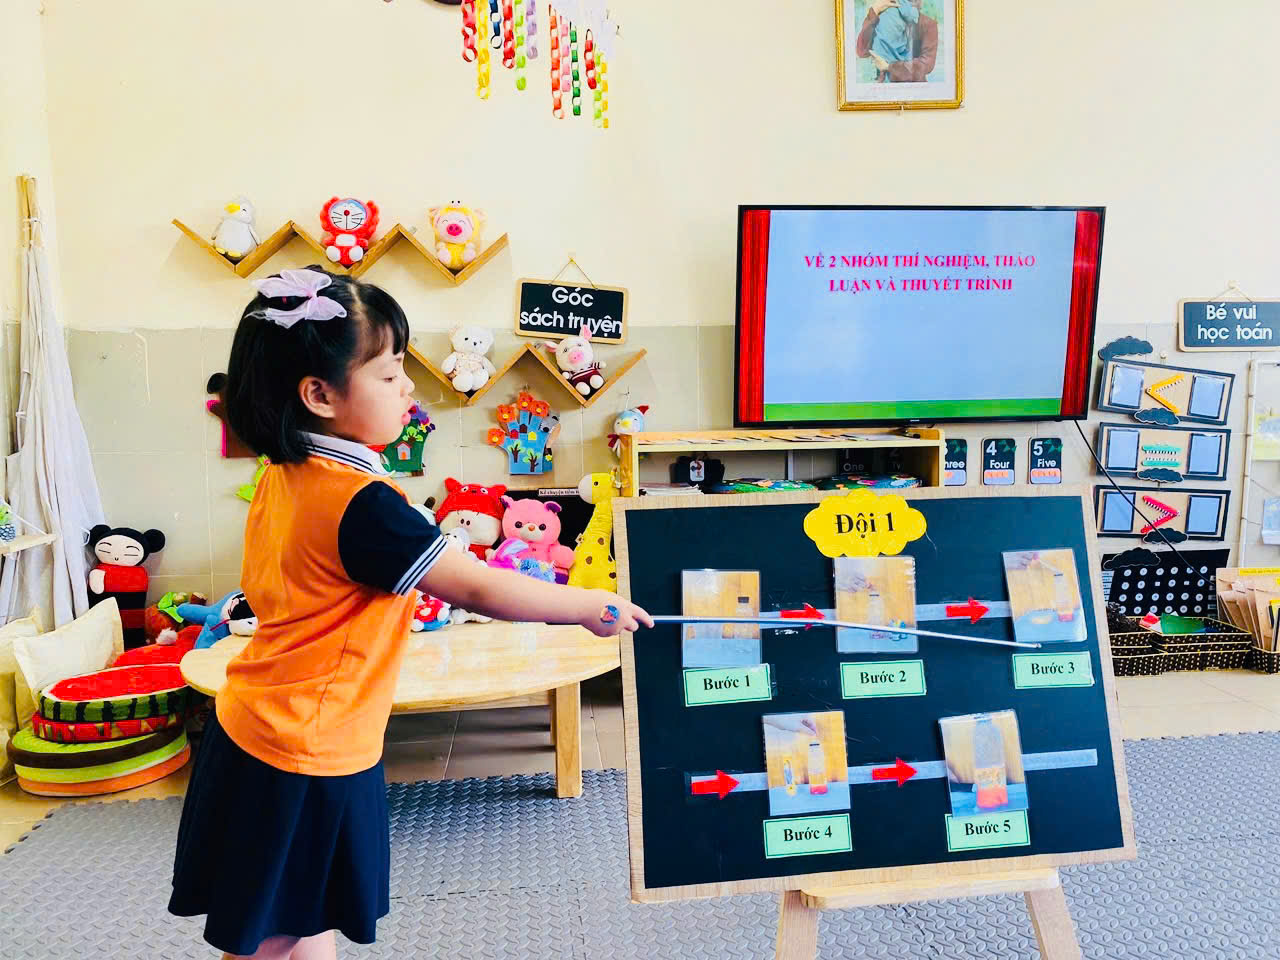 VỀ 2 NHÓM THÍ NGHIỆM, THẢO
LUẬN VÀ THUYẾT TRÌNH
Góc
sách truyện
Bé vui
học toán
One
4
Four
5
Five
Đội 1
Bước 1
Bước 2
Bước 3
Bước 4
Bước 5